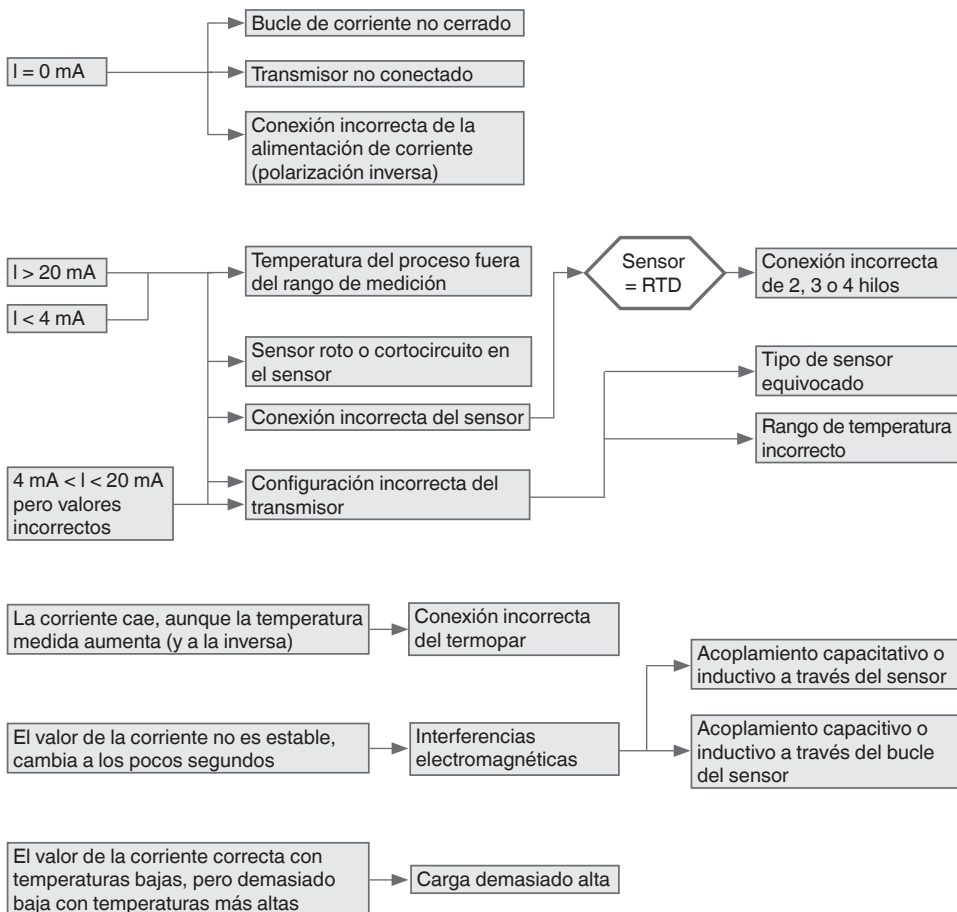 Bucle de corriente no cerrado
I = 0 mA
Transmisor no conectado
Conexión incorrecta de la
alimentación de corriente
(polarización inversa)
I > 20 mA
I < 4 mA
Temperatura del proceso fuera
del rango de medición
Sensor
= RTD
Conexión incorrecta
de 2, 3 o 4 hilos
Sensor roto o cortocircuito en
el sensor
Tipo de sensor
equivocado
Conexión incorrecta del sensor
Rango de temperatura
incorrecto
4 mA < I < 20 mA
pero valores
incorrectos
Configuración incorrecta del
transmisor
La corriente cae, aunque la temperatura
medida aumenta (y a la inversa)
Conexión incorrecta
del termopar
Acoplamiento capacitativo o
inductivo a través del sensor
El valor de la corriente no es estable,
cambia a los pocos segundos
Interferencias
electromagnéticas
Acoplamiento capacitivo o
inductivo a través del bucle
del sensor
El valor de la corriente correcta con
temperaturas bajas, pero demasiado
baja con temperaturas más altas
Carga demasiado alta